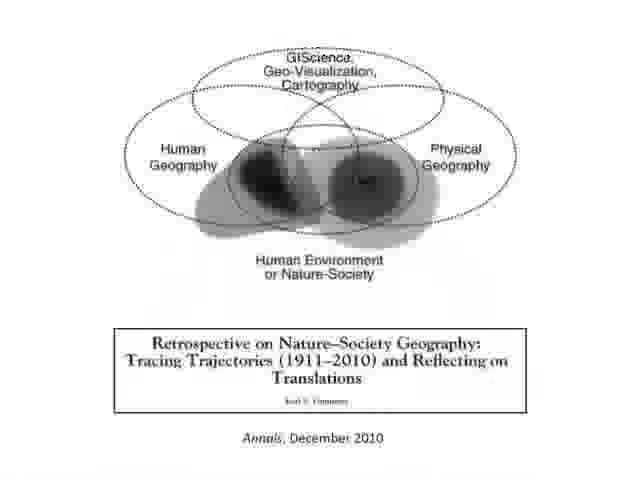 GIScience,
Geo-Visualization,
Cartography
Human
Geography
Physical
Geography
Human Environment
or Nature-Society
Retrospective on Nature–Society Geography:
Tracing Trajectories (1911–2010) and Reflecting on
Translations
Annals, December 2010